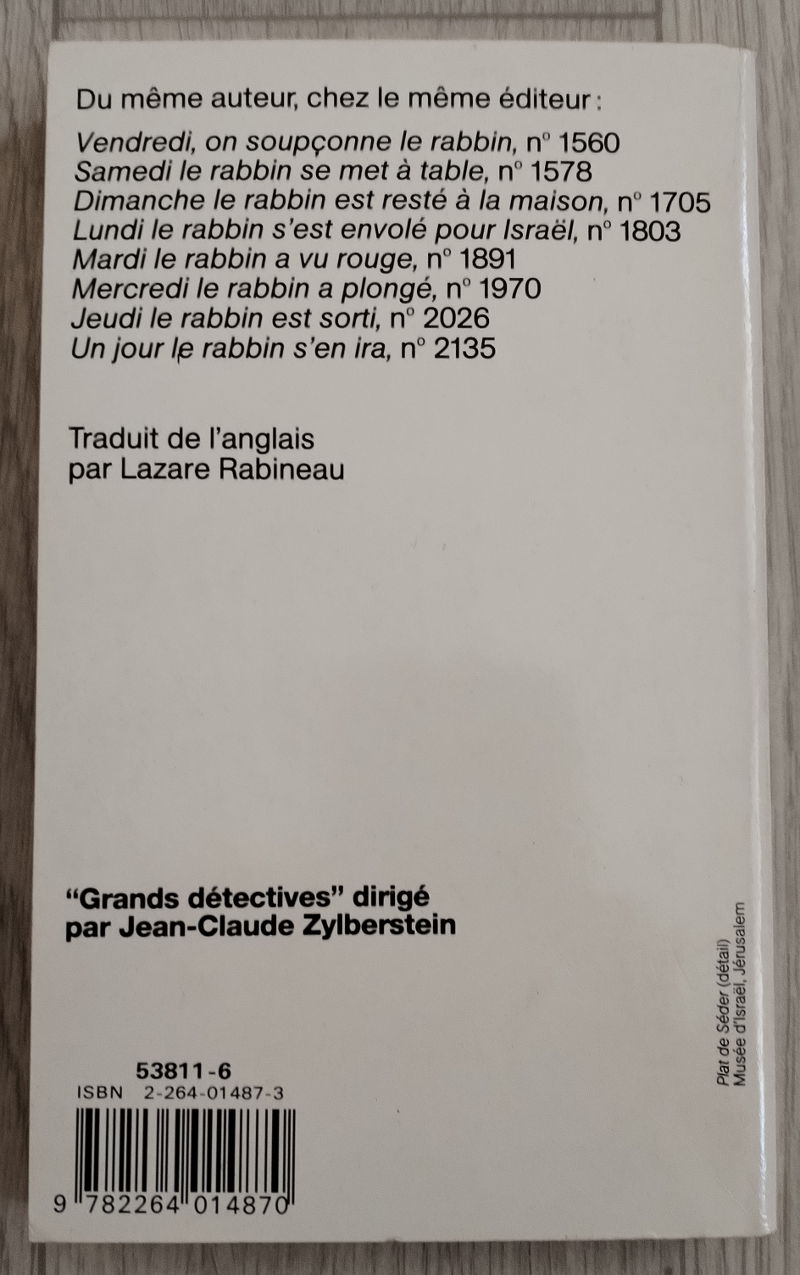 Du même auteur, chez le même éditeur :
Vendredi, on soupçonne le rabbin, n° 1560
Samedi le rabbin se met à table, n° 1578
Dimanche le rabbin est resté à la maison, n° 1705
Lundi le rabbin s'est envolé pour Israël, n° 1803
Mardi le rabbin a vu rouge, n° 1891
Mercredi le rabbin a plongé, n° 1970
Jeudi le rabbin est sorti, n° 2026
Un jour le rabbin s'en ira, n° 2135
Traduit de l'anglais
par Lazare Rabineau
“Grands détectives” dirigé
par Jean-Claude Zylberstein
Plat de Séder (détail)
Musée d'Israël, Jérusalem
53811-6
ISBN 2-264-01487-3
9 782264 014870